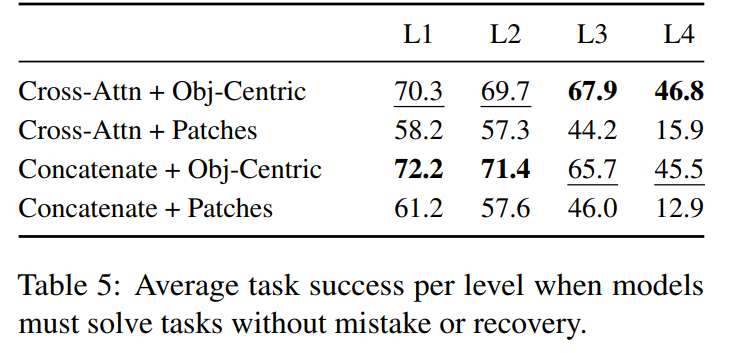 L1 L2 L3 L4
Cross-Attn + Obj-Centric 70.3 69.7 67.9 46.8
Cross-Attn + Patches 58.2 57.3 44.2 15.9
Concatenate + Obj-Centric 72.2 71.4 65.7 45.5
Concatenate + Patches 61.2 57.6 46.0 12.9
Table 5: Average task success per level when models
must solve tasks without mistake or recovery.